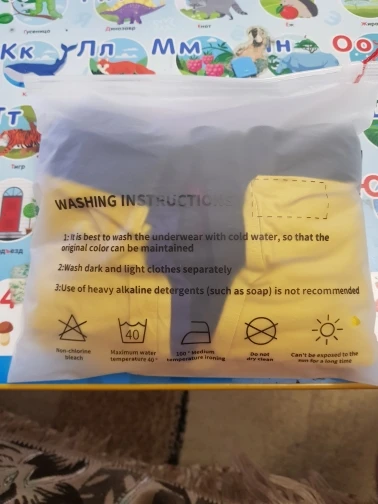 Кк Лл Мм н Оо
WASHING INSTRUCTIONS
1:It is best to wash the underwear with cold water, so that the
original color can be maintained
2:Wash dark and light clothes separately
3:Use of heavy alkaline detergents (such as soap) is not recommended
40
Non-chlorine
bleach
Maximum water
temperature 40°
200° Medium
temperature ironing
Do not
dry-clean
Can't be exposed to the
sun for a long time
Тт
Тигр
4